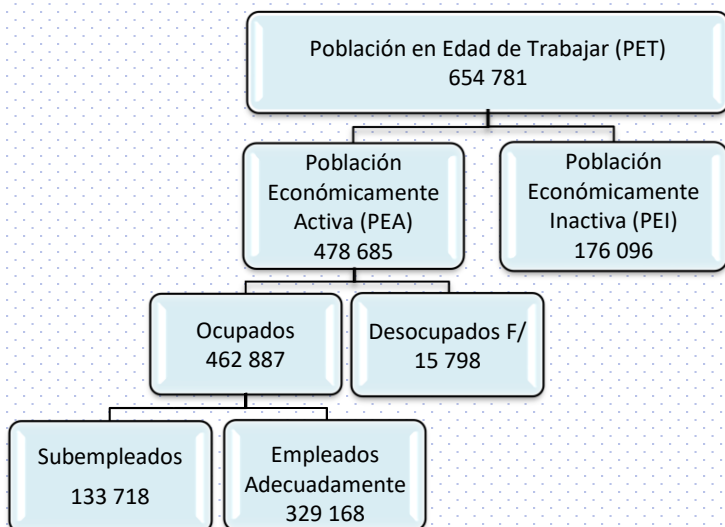 Población en Edad de Trabajar (PET)
654 781
Población
Económicamente
Activa (PEA)
478 685
Población
Económicamente
Inactiva (PEI)
176 096
Ocupados
462 887
Desocupados F/
15 798
Subempleados
133 718
Empleados
Adecuadamente
329 168